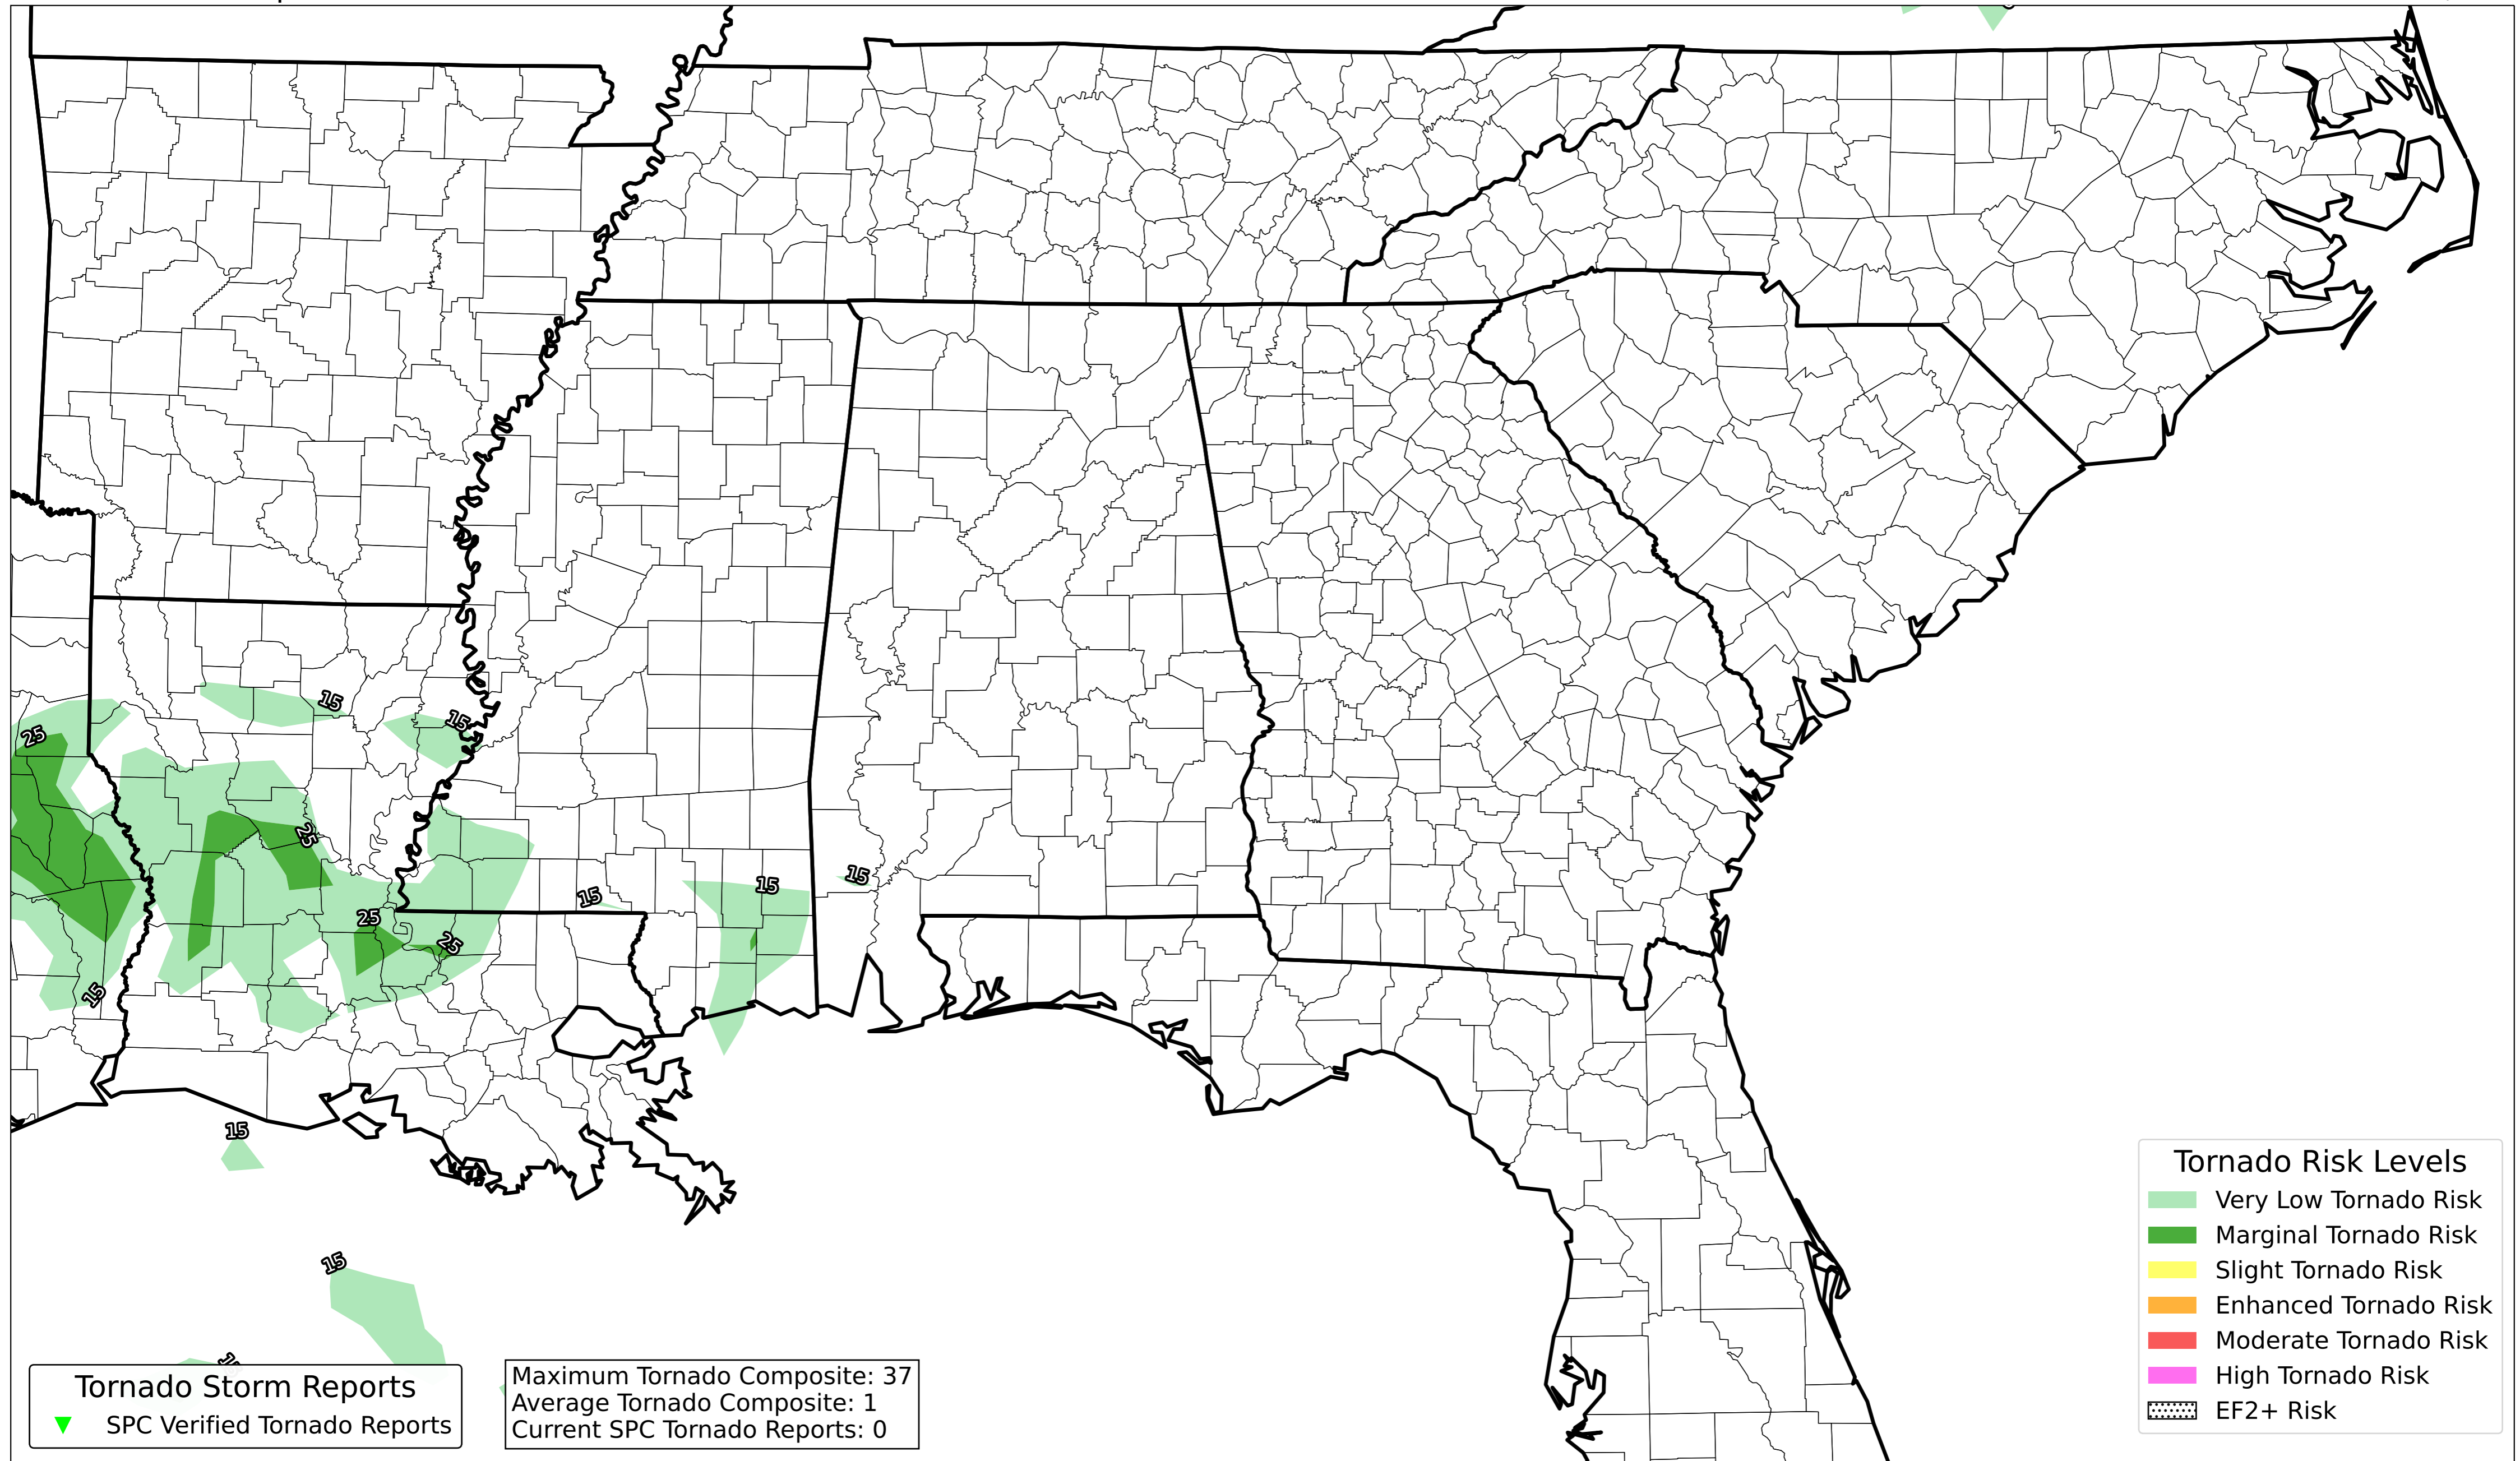 15
15
25
25
15
15
15
25
25
15
15
15
Tornado Risk Levels
Very Low Tornado Risk
Marginal Tornado Risk
Slight Tornado Risk
Enhanced Tornado Risk
Moderate Tornado Risk
High Tornado Risk
EF2+ Risk
Tornado Storm Reports
SPC Verified Tornado Reports
Maximum Tornado Composite: 37
Average Tornado Composite: 1
Current SPC Tornado Reports: 0